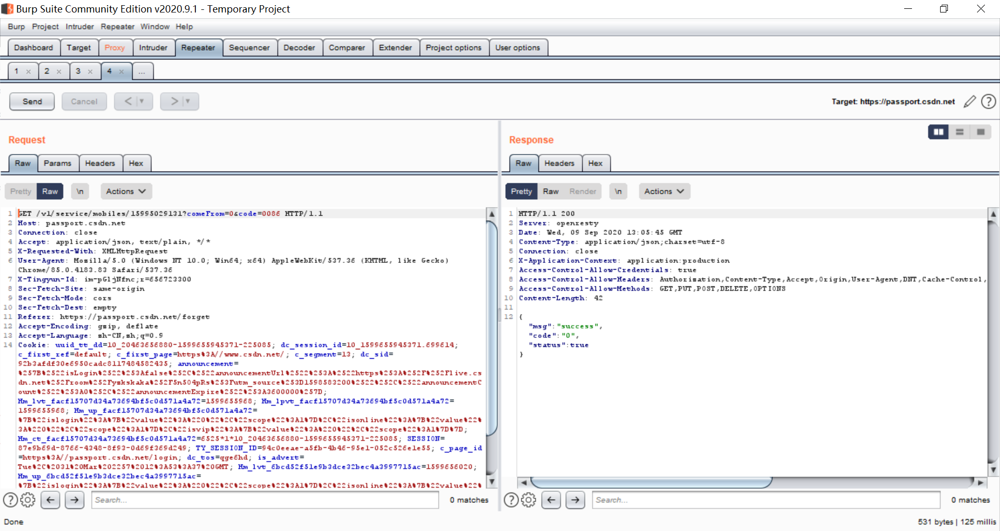 Burp Suite Community Edition v2020.9.1 - Temporary Project
Burp Project Intruder Repeater Window Help
Dashboard Target Proxy Intruder Repeater Sequencer Decoder Comparer Extender Project options User options
1 × 2 × 3 × 4 × ...
Send Cancel < > Target: https://passport.csdn.net
Request
Raw Params Headers Hex
Pretty Raw \n Actions
1 GET /v1/service/mobiles/15995029131?comeFrom=0&code=0086 HTTP/1.1
2 Host: passport.csdn.net
3 Connection: close
4 Accept: application/json, text/plain, */*
5 X-Requested-With: XMLHttpRequest
6 User-Agent: Mozilla/5.0 (Windows NT 10.0; Win64; x64) AppleWebKit/537.36 (KHTML, like Gecko)
Chrome/85.0.4183.83 Safari/537.36
7 X-Tingyun-Id: im-pGljNfnc;r=656723300
8 Sec-Fetch-Site: same-origin
9 Sec-Fetch-Mode: cors
10 Sec-Fetch-Dest: empty
11 Referer: https://passport.csdn.net/forget
12 Accept-Encoding: gzip, deflate
13 Accept-Language: zh-CN,zh;q=0.9
14 Cookie: uuid_tt_dd=10_20463656880-1599655945371-225085; dc_session_id=10_1599655945371.699614;
c_first_ref=default; c_first_page=https%3A//www.csdn.net/; c_segment=13; dc_sid=
92b3afdf30e6950cadc8117484582435; announcement=
%257B%2522isLogin%2522%253Afalse%252C%2522announcementUrl%2522%253A%2522https%253A%252F%252Flive.cs
dn.net%252Froom%252Fyzkskaka%252F5n504pRs%253Futm_source%253D1598583200%2522%252C%2522announcementC
ount%2522%253A0%252C%2522announcementExpire%2522%253A3600000%257D;
Hm_lvt_facf15707d34a73694bf5c0d571a4a72=1599655968; Hm_lpvt_facf15707d34a73694bf5c0d571a4a72=
1599655968; Hm_up_facf15707d34a73694bf5c0d571a4a72=
%7B%22islogin%22%3A%7B%22value%22%3A%220%22%2C%22scope%22%3A1%7D%2C%22isonline%22%3A%7B%22value%22%
3A%220%22%2C%22scope%22%3A1%7D%2C%22isvip%22%3A%7B%22value%22%3A%220%22%2C%22scope%22%3A1%7D%7D;
Hm_ct_facf15707d34a73694bf5c0d571a4a72=6525*1*10_20463656880-1599655945371-225085; SESSION=
87e9b69d-8766-4348-8f93-0d69f369d249; TY_SESSION_ID=94c0eeae-a5fb-4b46-95e1-052c526e1e55; c_page_id
=https%3A//passport.csdn.net/login; dc_tos=qge6hd; is_advert=
Tue%2C%2031%20Mar%202257%2012%3A53%3A37%20GMT; Hm_lvt_6bcd52f51e9b3dce32bec4a3997715ac=1599656020;
Hm_up_6bcd52f51e9b3dce32bec4a3997715ac=
%7B%22islogin%22%3A%7B%22value%22%3A%220%22%2C%22scope%22%3A1%7D%2C%22isonline%22%3A%7B%22value%22%
Search... 0 matches
Response
Raw Headers Hex
Pretty Raw Render \n Actions
1 HTTP/1.1 200
2 Server: openresty
3 Date: Wed, 09 Sep 2020 13:05:45 GMT
4 Content-Type: application/json;charset=utf-8
5 Connection: close
6 X-Application-Context: application:production
7 Access-Control-Allow-Credentials: true
8 Access-Control-Allow-Headers: Authorization,Content-Type,Accept,Origin,User-Agent,DNT,Cache-Control,
9 Access-Control-Allow-Methods: GET,PUT,POST,DELETE,OPTIONS
10 Content-Length: 42
11
12 {
"msg":"success",
"code":"0",
"status":true
}
Search... 0 matches
Done 531 bytes | 125 millis